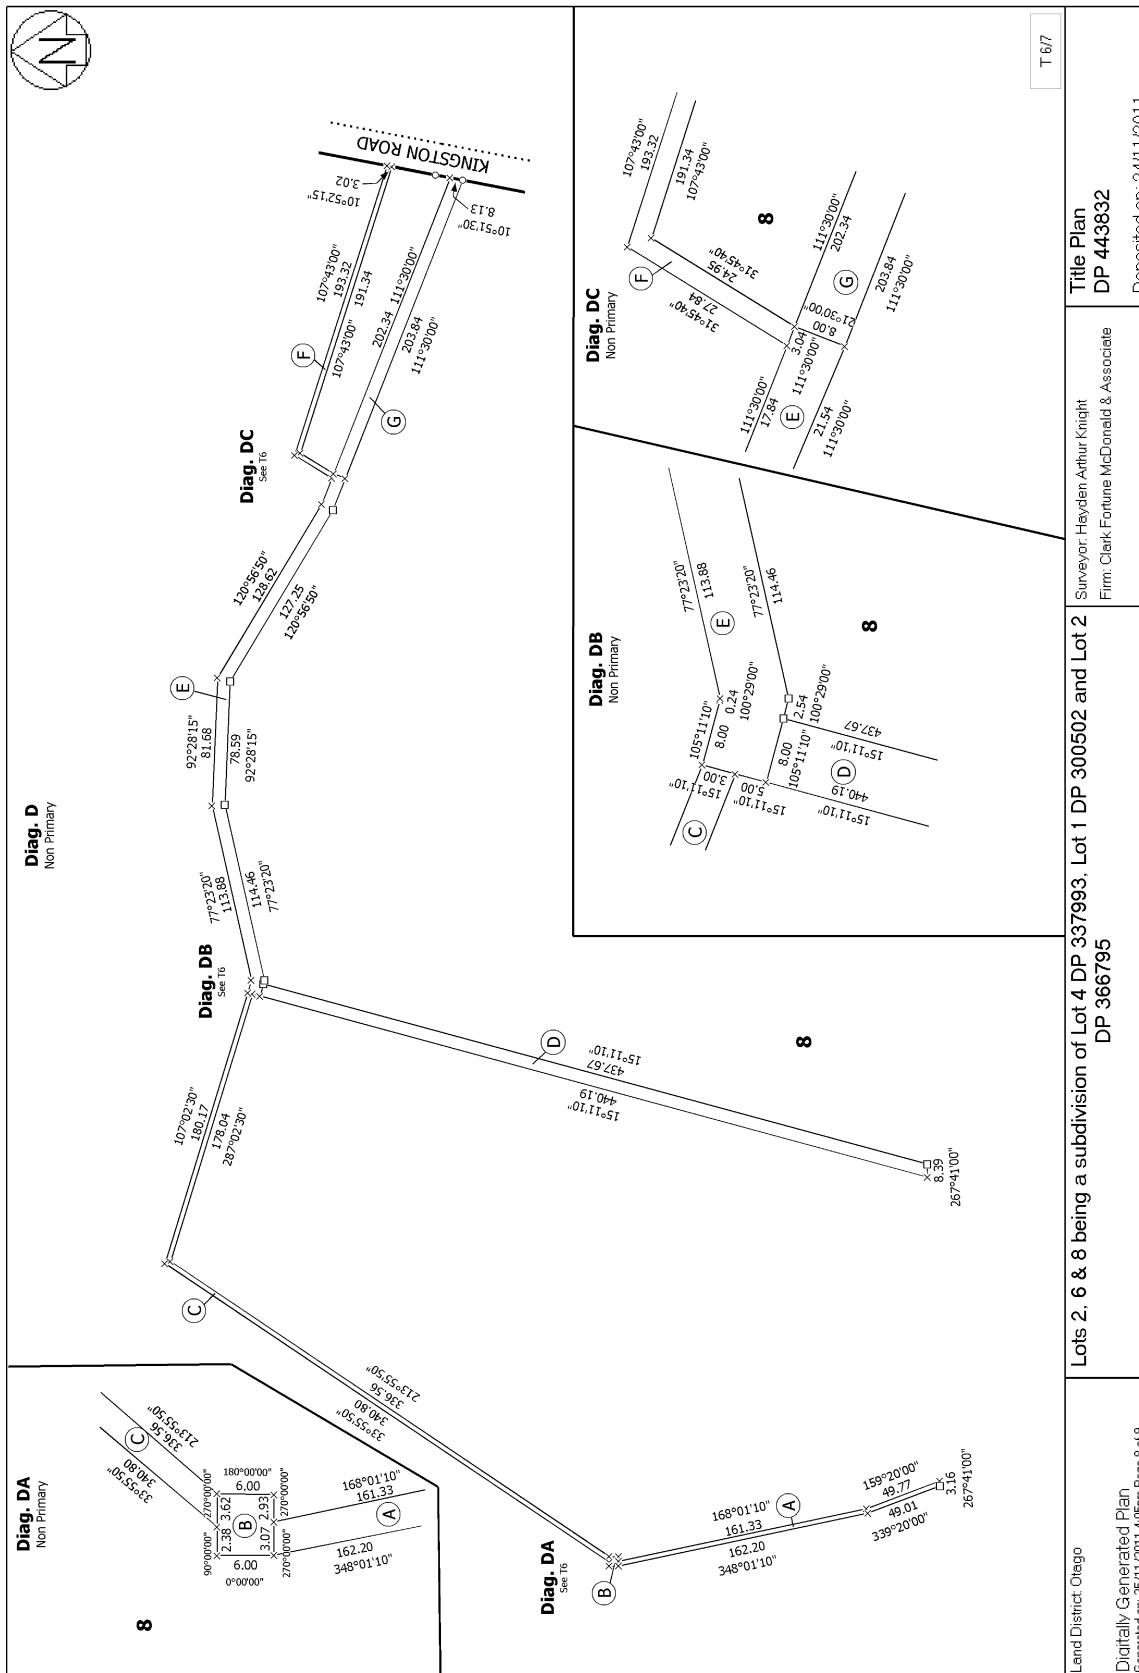 N
Diag. D
Non Primary
Diag. DA
Non Primary
33°55'50"
340.80
336.56
213°55'50"
C
90°00'00"
270°00'00"
2.38
3.62
180°00'00"
6.00
B
6.00
0°00'00"
3.07
2.93
270°00'00"
270°00'00"
168°01'10"
161.33
A
162.20
348°01'10"
8
Diag. DA
See T6
B
168°01'10"
161.33
A
162.20
348°01'10"
159°20'00"
49.77
49.01
339°20'00"
3.16
267°41'00"
C
213°55'50"
336.56
340.80
33°55'50"
107°02'30"
180.17
178.04
287°02'30"
Diag. DB
See T6
D
15°11'10"
437.67
440.19
15°11'10"
8.39
267°41'00"
8
77°23'20"
113.88
114.46
77°23'20"
E
92°28'15"
81.68
78.59
92°28'15"
120°56'50"
128.62
127.25
120°56'50"
Diag. DC
See T6
F
107°43'00"
193.32
191.34
107°43'00"
202.34
111°30'00"
203.84
111°30'00"
G
10°52'15"
3.02
KINGSTON ROAD
8.13
10°51'30"
Diag. DB
Non Primary
77°23'20"
113.88
E
77°23'20"
114.46
105°11'10"
8.00
0.24
100°29'00"
C
3.00
15°11'10"
5.00
15°11'10"
8.00
105°11'10"
2.54
100°29'00"
D
437.67
15°11'10"
440.19
15°11'10"
8
Diag. DC
Non Primary
107°43'00"
193.32
191.34
107°43'00"
F
31°45'40"
27.84
24.95
31°45'40"
8
111°30'00"
17.84
E
3.04
111°30'00"
21.54
111°30'00"
8.00
21°30'00"
111°30'00"
202.34
G
203.84
111°30'00"
T 6/7
Land District: Otago
Digitally Generated Plan
Generated on: 25/11/2011 4:05pm Page 8 of 9
Lots 2, 6 & 8 being a subdivision of Lot 4 DP 337993, Lot 1 DP 300502 and Lot 2
DP 366795
Surveyor: Hayden Arthur Knight
Firm: Clark Fortune McDonald & Associate
Title Plan
DP 443832
Deposited on: 24/11/2011